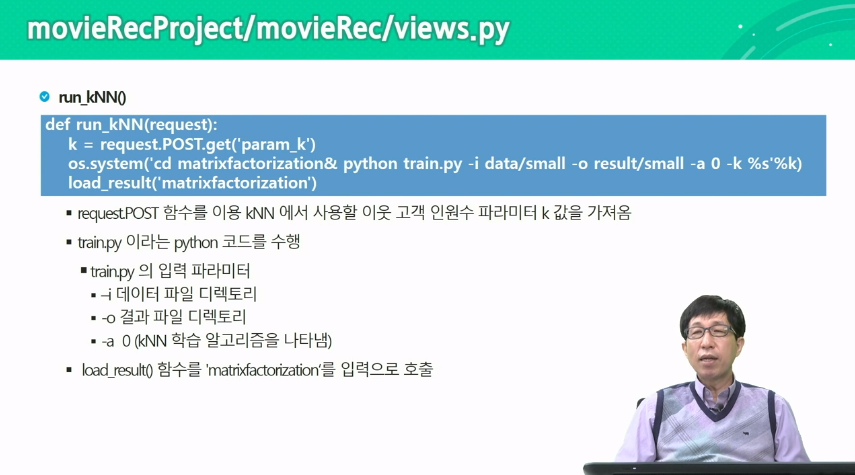 movieRecProject/movieRec/views.py
run_kNN()
def run_kNN(request):
k = request.POST.get('param_k')
os.system('cd matrixfactorization& python train.py -i data/small -o result/small -a 0 -k %s'%k)
load_result('matrixfactorization')
▪ request.POST 함수를 이용 kNN 에서 사용할 이웃 고객 인원수 파라미터 k 값을 가져옴
▪ train.py 이라는 python 코드를 수행
▪ train.py 의 입력 파라미터
▪ –i 데이터 파일 디렉토리
▪ -o 결과 파일 디렉토리
▪ -a 0 (kNN 학습 알고리즘을 나타냄)
▪ load_result() 함수를 'matrixfactorization'를 입력으로 호출